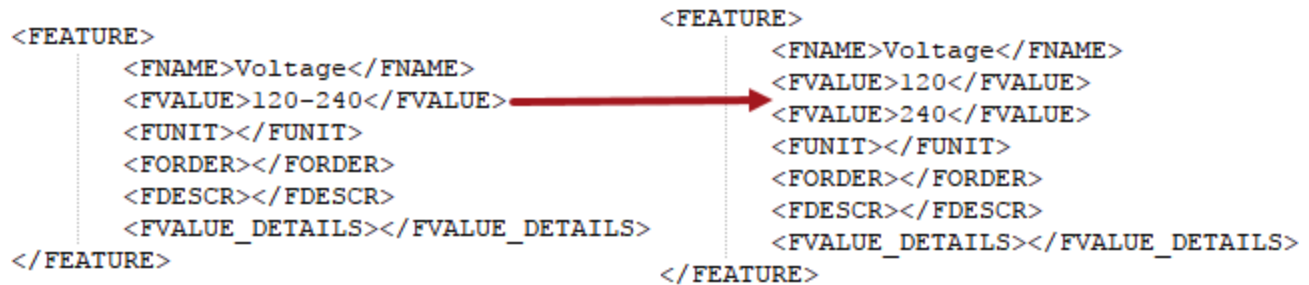 <FEATURE>
<FNAME>Voltage</FNAME>
<FVALUE>120-240</FVALUE>
<FUNIT></FUNIT>
<FORDER></FORDER>
<FDESCR></FDESCR>
<FVALUE_DETAILS></FVALUE_DETAILS>
</FEATURE>
<FEATURE>
<FNAME>Voltage</FNAME>
<FVALUE>120</FVALUE>
<FVALUE>240</FVALUE>
<FUNIT></FUNIT>
<FORDER></FORDER>
<FDESCR></FDESCR>
<FVALUE_DETAILS></FVALUE_DETAILS>
</FEATURE>